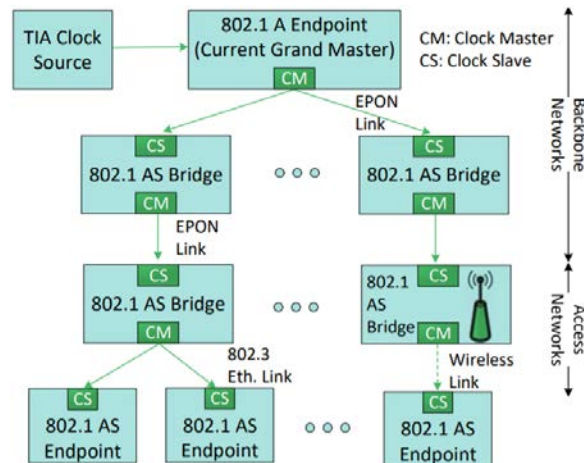 TIA Clock
Source
802.1 A Endpoint
(Current Grand Master)
CM
CM: Clock Master
CS: Clock Slave
EPON
Link
CS
802.1 AS Bridge
CM
CS
802.1 AS Bridge
CM
Backbone
Networks
EPON
Link
CS
802.1 AS Bridge
CM
CS
802.1
AS
Bridge
CM
Access
Networks
802.3
Eth. Link
Wireless
Link
CS
802.1 AS
Endpoint
CS
802.1 AS
Endpoint
CS
802.1 AS
Endpoint